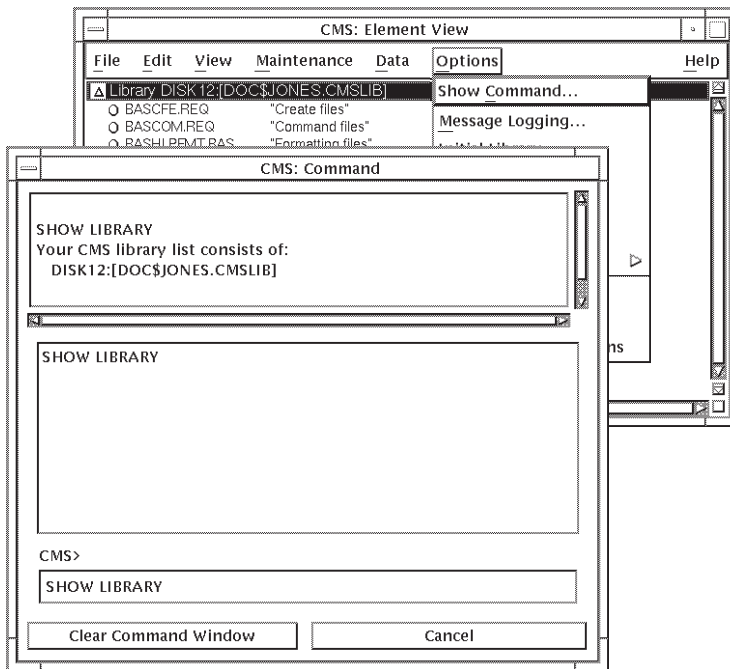 CMS: Element View
File Edit View Maintenance Data Options Help
Library DISK12:[DOC$JONES.CMSLIB]
Show Command...
BASCFE.REQ "Create files"
BASCOM.REQ "Command files"
Message Logging...
BASHLPFMT.BAS "Formatting files"
ns
CMS: Command
SHOW LIBRARY
Your CMS library list consists of:
DISK12:[DOC$JONES.CMSLIB]
SHOW LIBRARY
CMS>
SHOW LIBRARY
Clear Command Window
Cancel